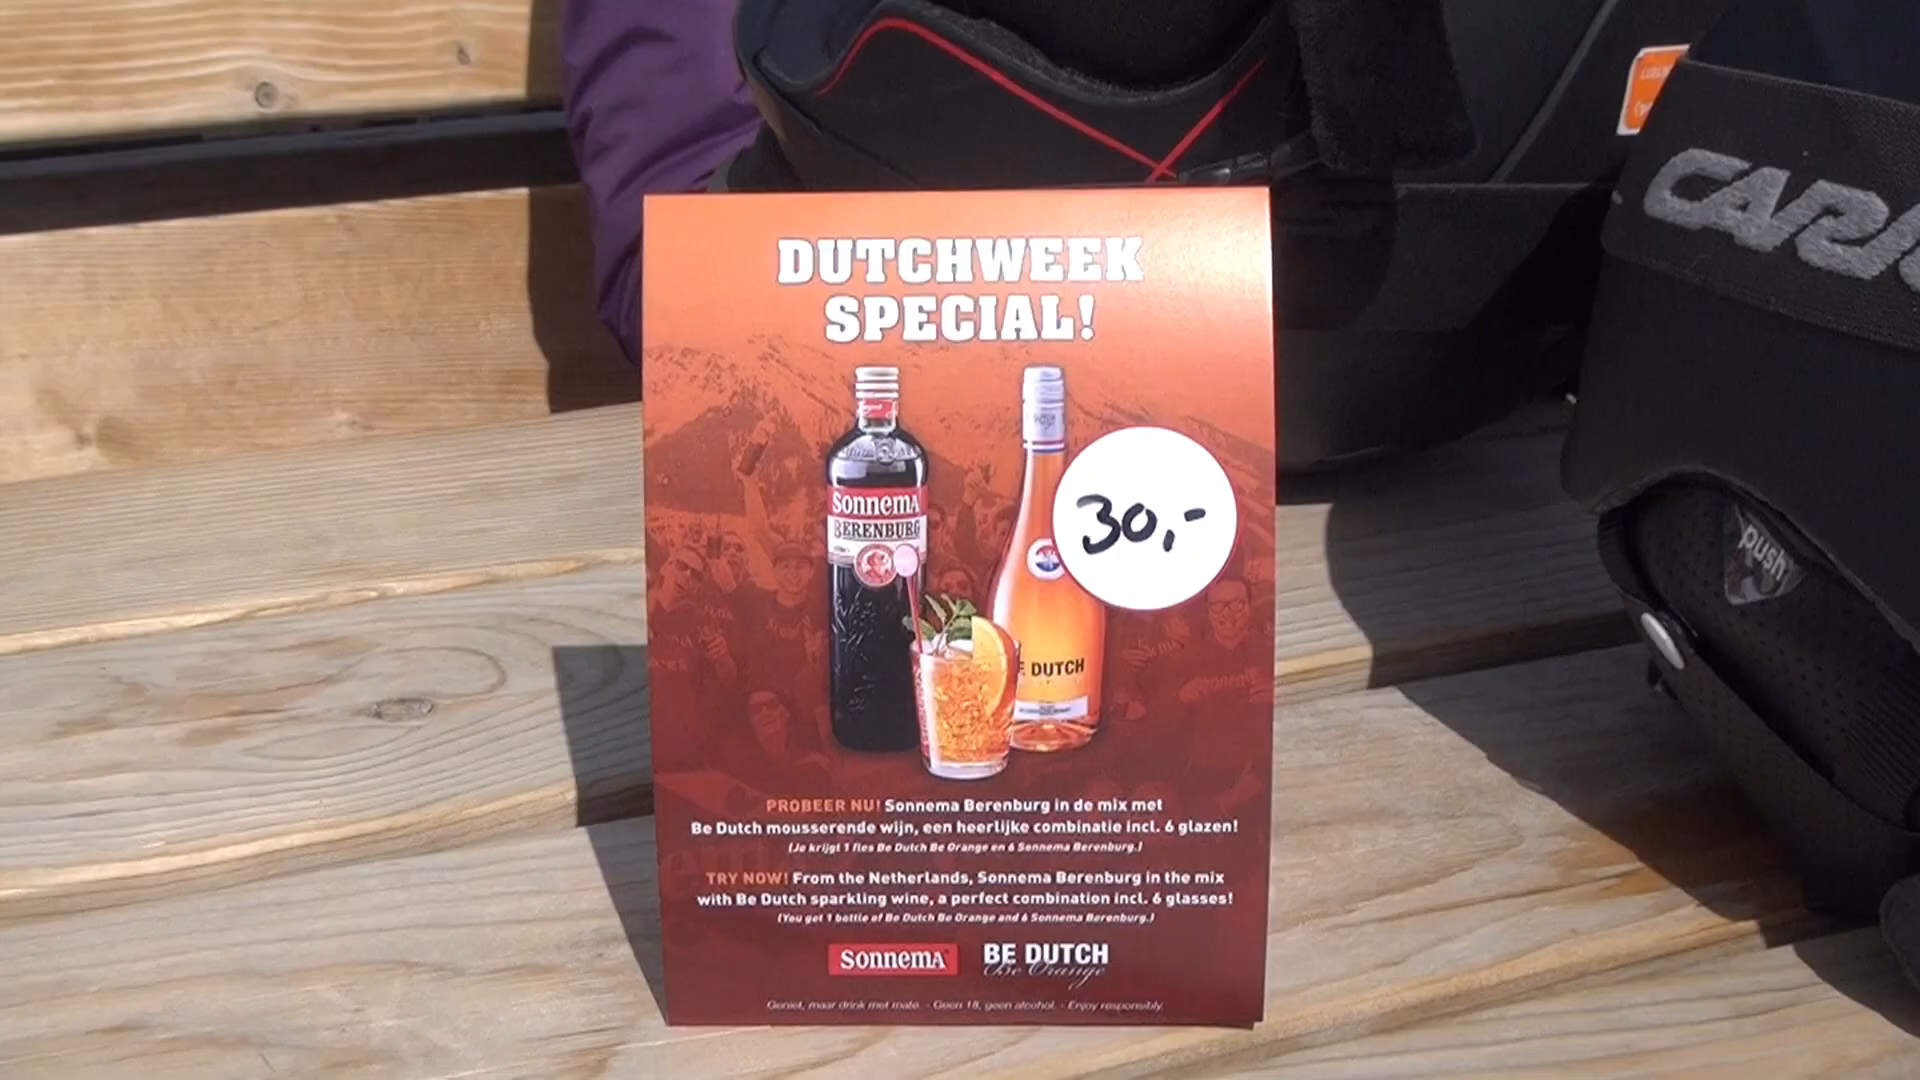 CARR
push
DUTCHWEEK
SPECIAL!
Sonnema
BERENBURG
30,-
E DUTCH
PROBEER NU! Sonnema Berenburg in de mix met
Be Dutch mousserende wijn, een heerlijke combinatie incl. 6 glazen!
(Je krijgt 1 fles Be Dutch Be Orange en 6 Sonnema Berenburg.)
TRY NOW! From the Netherlands, Sonnema Berenburg in the mix
with Be Dutch sparkling wine, a perfect combination incl. 6 glasses!
(You get 1 bottle of Be Dutch Be Orange and 6 Sonnema Berenburg.)
Sonnema BE DUTCH
Be Orange
Geniet, maar drink met mate. - Geen 18, geen alcohol. - Enjoy responsibly.